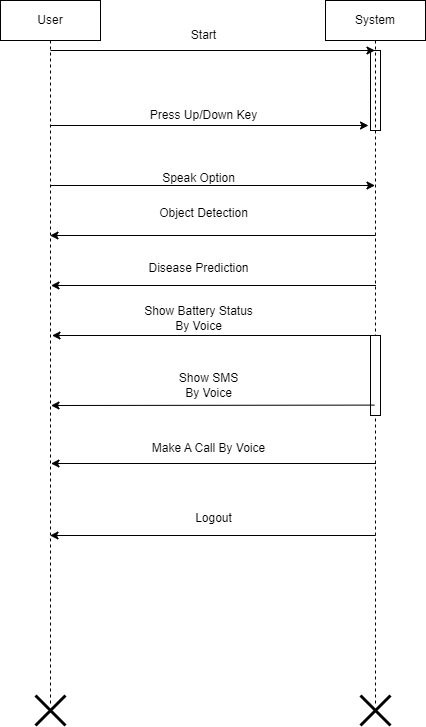 User
System
Start
Press Up/Down Key
Speak Option
Object Detection
Disease Prediction
Show Battery Status
By Voice
Show SMS
By Voice
Make A Call By Voice
Logout